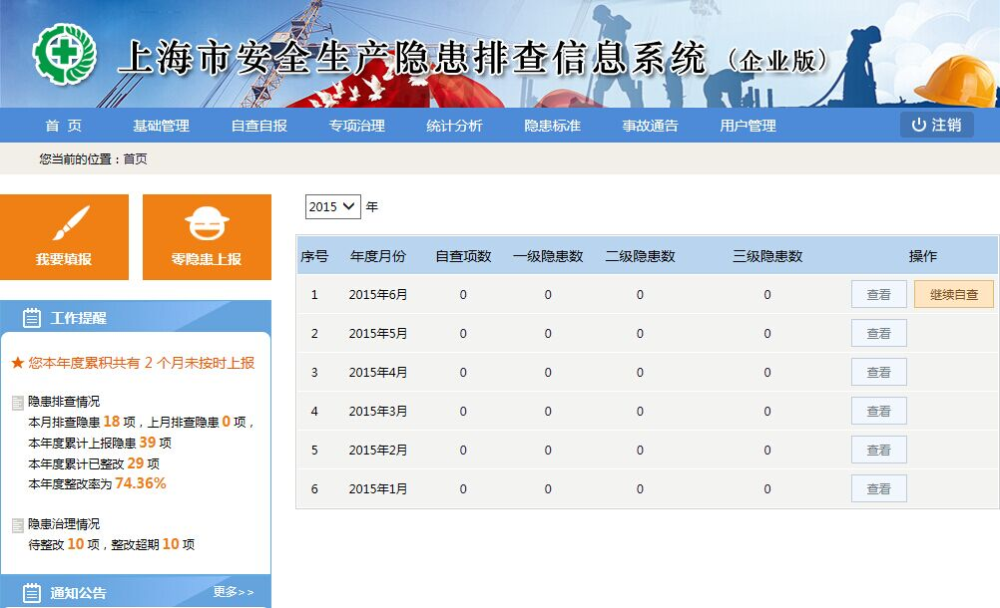 上海市安全生产隐患排查信息系统（企业版）
首 页 基础管理 自查自报 专项治理 统计分析 隐患标准 事故通告 用户管理 注销
您当前的位置：首页
我要填报 零隐患上报
2015 年
序号 年度月份 自查项数 一级隐患数 二级隐患数 三级隐患数 操作
1 2015年6月 0 0 0 0 查看 继续自查
2 2015年5月 0 0 0 0 查看
3 2015年4月 0 0 0 0 查看
4 2015年3月 0 0 0 0 查看
5 2015年2月 0 0 0 0 查看
6 2015年1月 0 0 0 0 查看
工作提醒
★ 您本年度累积共有 2 个月未按时上报
隐患排查情况
本月排查隐患 18 项，上月排查隐患 0 项，
本年度累计上报隐患 39 项
本年度累计已整改 29 项
本年度整改率为 74.36%
隐患治理情况
待整改 10 项，整改超期 10 项
通知公告 更多>>